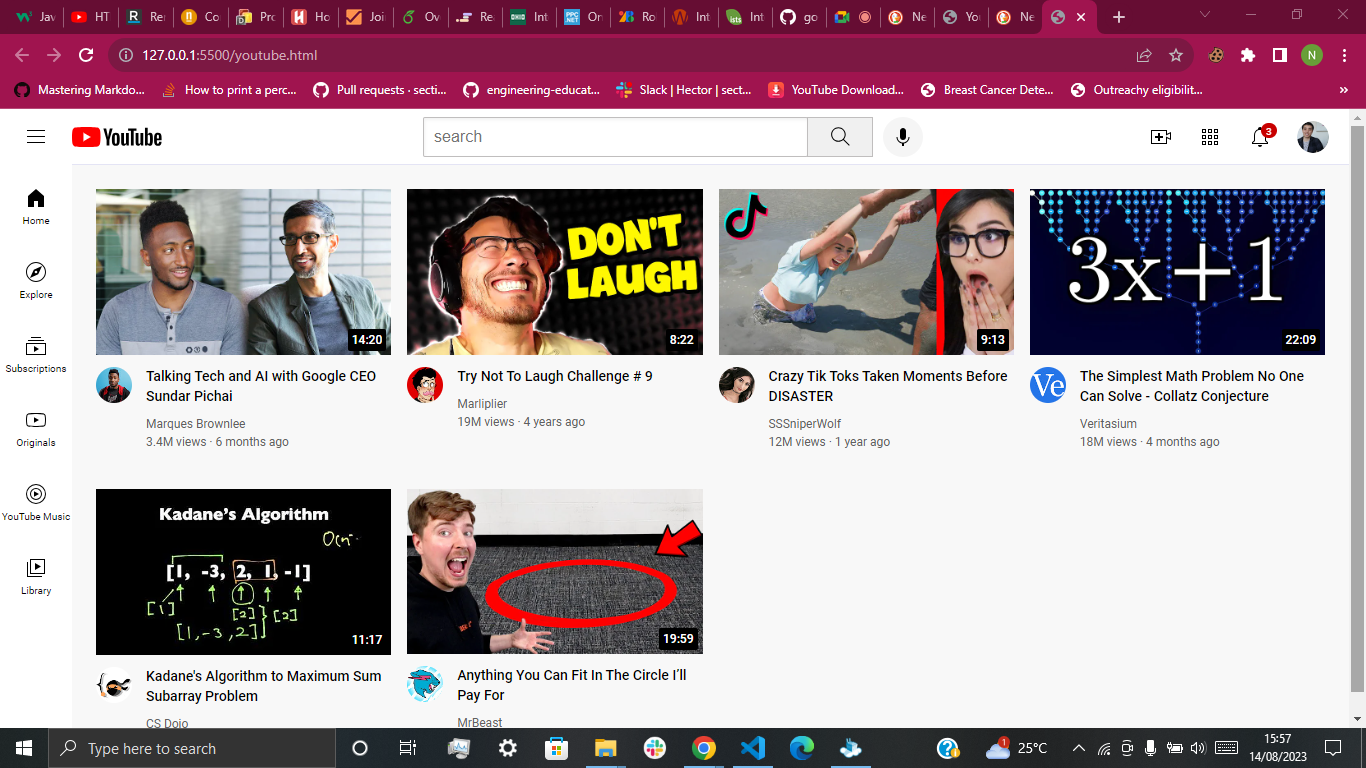 Jav
HT
Rer
Co
Pro
Ho
Joi
Ove
Re
Int
On
Ro
Int
Int
go
Ne
You
Ne
127.0.0.1:5500/youtube.html
N
Mastering Markdo...
How to print a perc...
Pull requests · secti...
engineering-educat...
Slack | Hector | sect...
YouTube Download...
Breast Cancer Dete...
Outreachy eligibilit...
»
YouTube
search
3
Home
Explore
Subscriptions
Originals
YouTube Music
Library
14:20
DON'T
LAUGH
8:22
9:13
3x+1
22:09
Talking Tech and AI with Google CEO
Sundar Pichai
Marques Brownlee
3.4M views · 6 months ago
Try Not To Laugh Challenge # 9
Marliplier
19M views · 4 years ago
Crazy Tik Toks Taken Moments Before
DISASTER
SSSniperWolf
12M views · 1 year ago
Ve
The Simplest Math Problem No One
Can Solve - Collatz Conjecture
Veritasium
18M views · 4 months ago
Kadane's Algorithm
[1, -3, 2, 1, -1]
[1]
[2]
[2]
[1, -3, 2]
11:17
19:59
Kadane's Algorithm to Maximum Sum
Subarray Problem
CS Dojo
Anything You Can Fit In The Circle I’ll
Pay For
MrBeast
Type here to search
1
25°C
15:57
14/08/2023